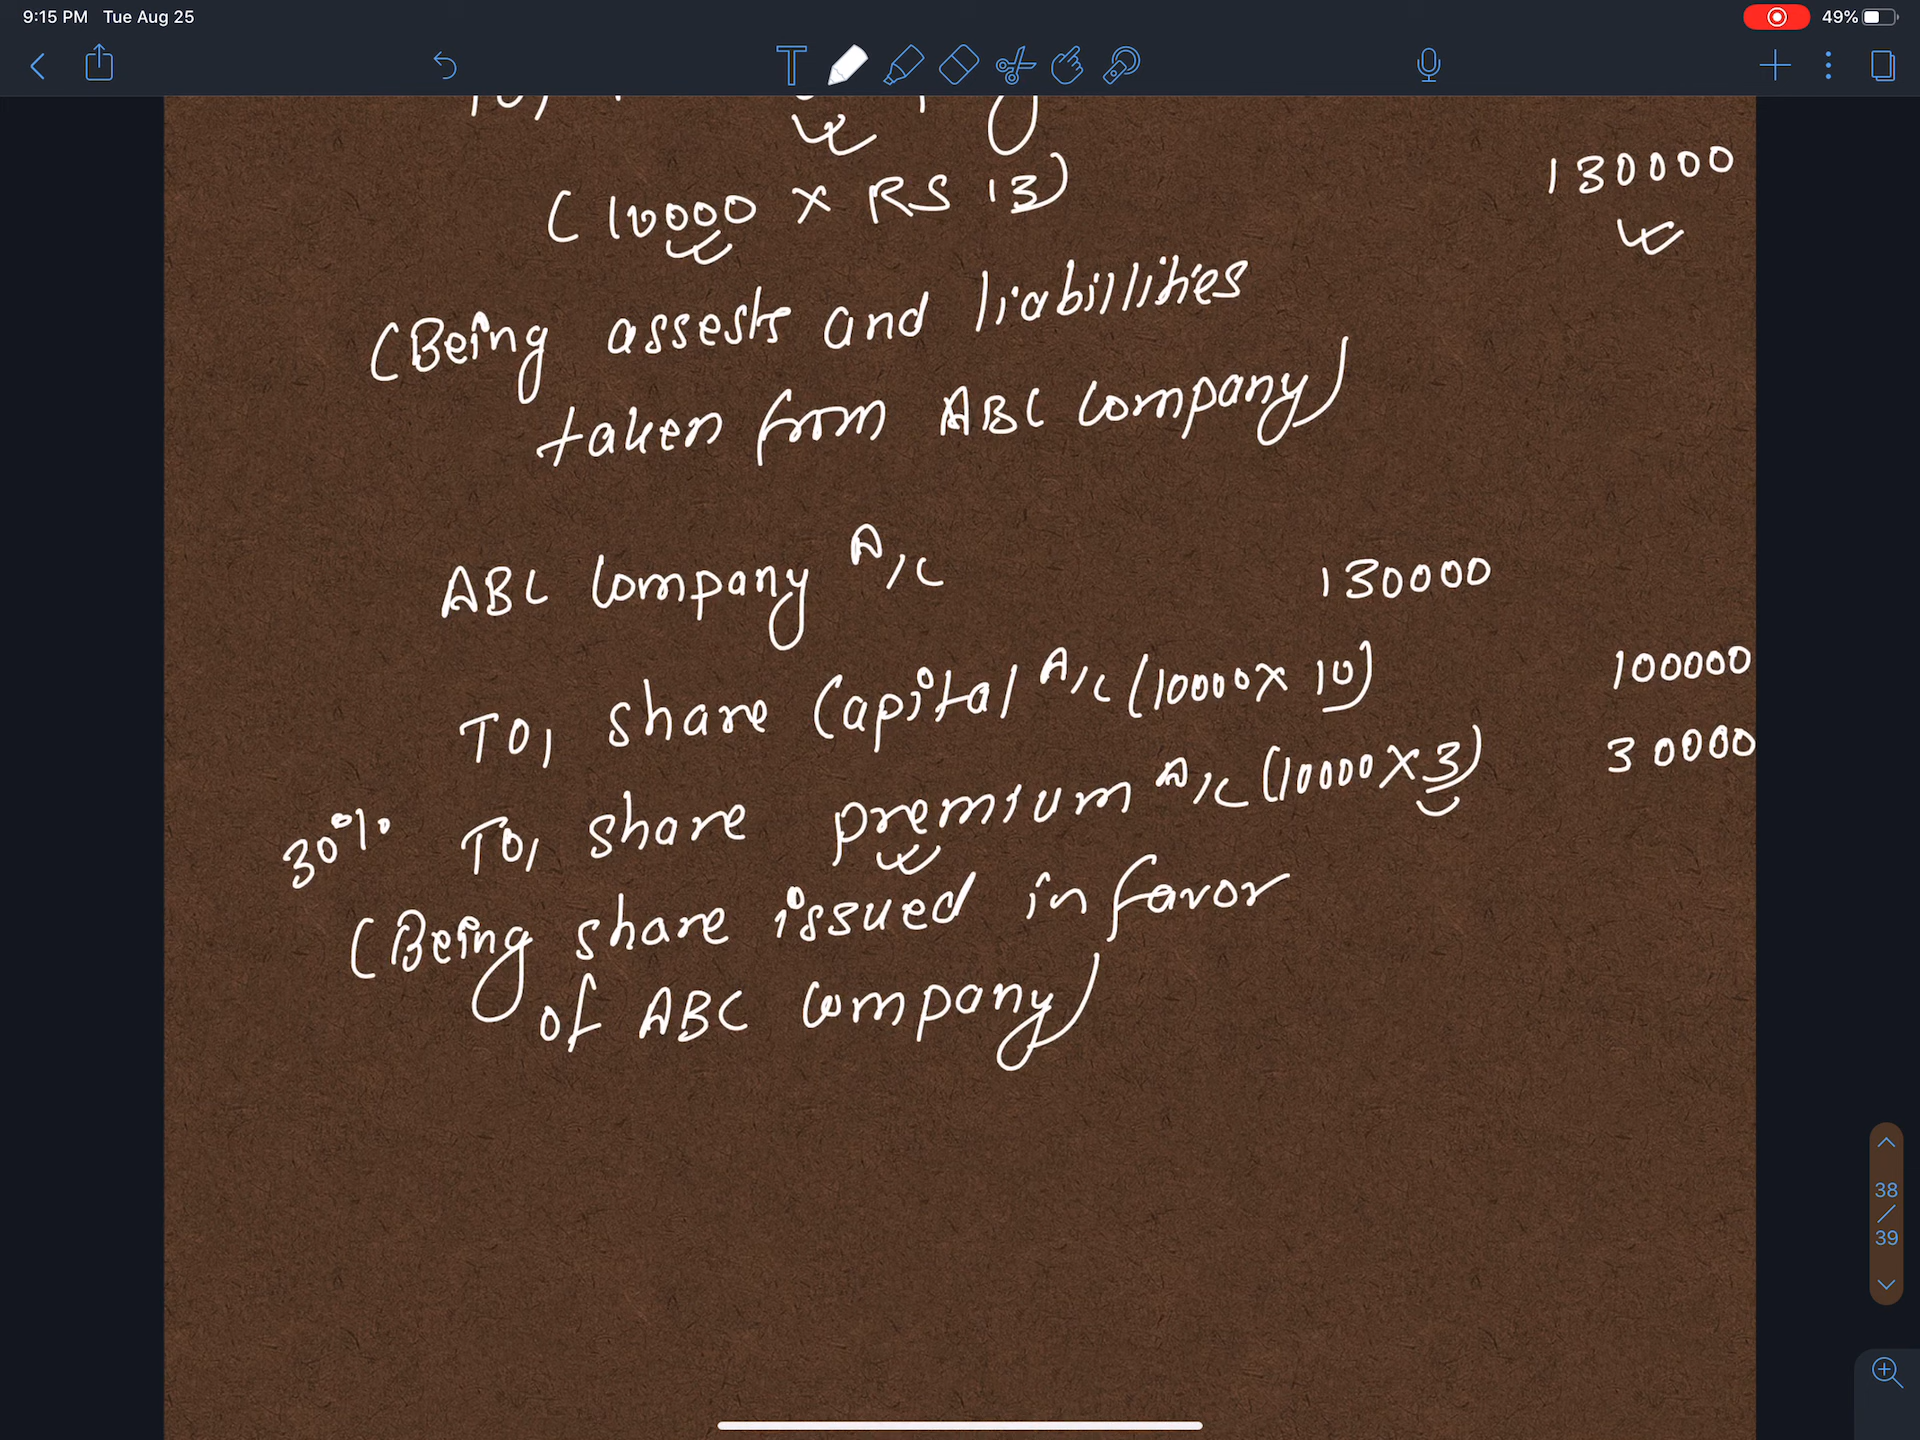 9:15 PM Tue Aug 25
49%
To,
(10000 X RS 13)
130000
(Being assests and liabillities
taken from ABC company)
ABC Company A/C 130000
TO, share Capital A/C (10000 X 10) 100000
30% TO, share premium A/C (10000 X 3) 30000
(Being share issued in favor
of ABC company)
38
/
39